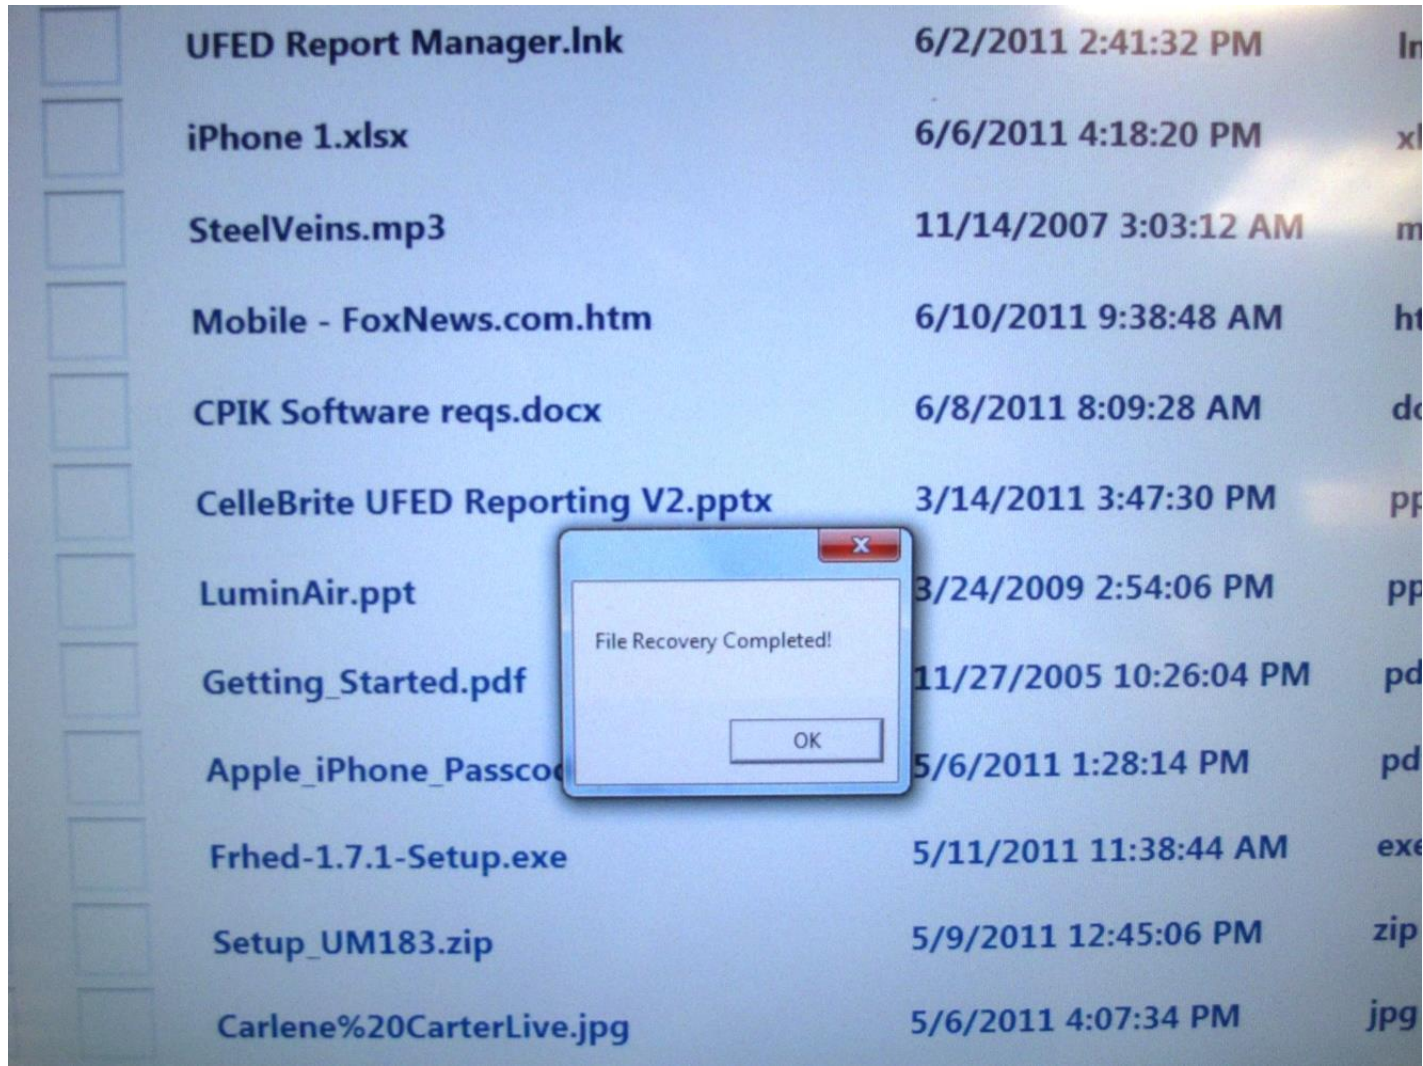 UFED Report Manager.lnk 6/2/2011 2:41:32 PM
iPhone 1.xlsx 6/6/2011 4:18:20 PM
SteelVeins.mp3 11/14/2007 3:03:12 AM
Mobile - FoxNews.com.htm 6/10/2011 9:38:48 AM
CPIK Software reqs.docx 6/8/2011 8:09:28 AM
CelleBrite UFED Reporting V2.pptx 3/14/2011 3:47:30 PM
LuminAir.ppt 3/24/2009 2:54:06 PM
File Recovery Completed!
Getting_Started.pdf 11/27/2005 10:26:04 PM
OK
5/6/2011 1:28:14 PM
Frhed-1.7.1-Setup.exe 5/11/2011 11:38:44 AM
Setup_UM183.zip 5/9/2011 12:45:06 PM zip
Carlene%20CarterLive.jpg 5/6/2011 4:07:34 PM jpg